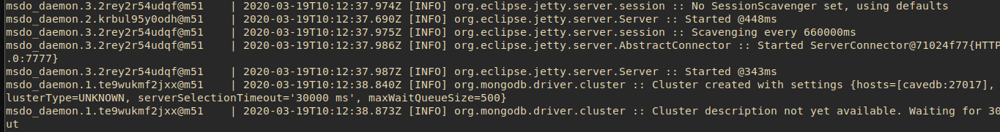 msdo_daemon.3.2rey2r54udqf@m51    | 2020-03-19T10:12:37.974Z [INFO] org.eclipse.jetty.server.session :: No SessionScavenger set, using defaults
msdo_daemon.2.krbul95y0odh@m51    | 2020-03-19T10:12:37.690Z [INFO] org.eclipse.jetty.server.Server :: Started @448ms
msdo_daemon.3.2rey2r54udqf@m51    | 2020-03-19T10:12:37.975Z [INFO] org.eclipse.jetty.server.session :: Scavenging every 660000ms
msdo_daemon.3.2rey2r54udqf@m51    | 2020-03-19T10:12:37.986Z [INFO] org.eclipse.jetty.server.AbstractConnector :: Started ServerConnector@71024f77{HTTP
.0:7777}
msdo_daemon.3.2rey2r54udqf@m51    | 2020-03-19T10:12:37.987Z [INFO] org.eclipse.jetty.server.Server :: Started @343ms
msdo_daemon.1.te9wukmf2jxx@m51    | 2020-03-19T10:12:38.840Z [INFO] org.mongodb.driver.cluster :: Cluster created with settings {hosts=[cavedb:27017],
lusterType=UNKNOWN, serverSelectionTimeout='30000 ms', maxWaitQueueSize=500}
msdo_daemon.1.te9wukmf2jxx@m51    | 2020-03-19T10:12:38.873Z [INFO] org.mongodb.driver.cluster :: Cluster description not yet available. Waiting for 30
ut